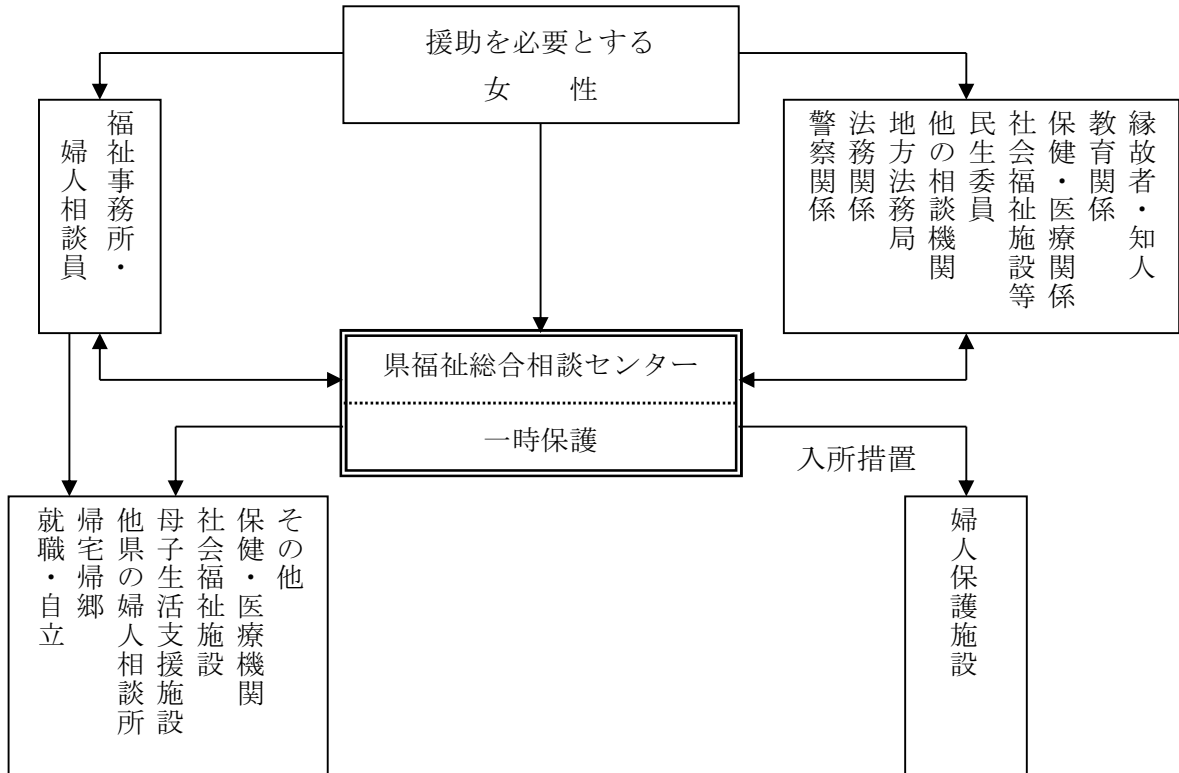 援助を必要とする
女　　性
福祉事務所・
婦人相談員
縁故者・知人
教育関係
保健・医療関係
社会福祉施設等
民生委員
他の相談機関
地方法務局
法務関係
警察関係
県福祉総合相談センター
一時保護
入所措置
その他
保健・医療機関
社会福祉施設
母子生活支援施設
他県の婦人相談所
帰宅帰郷
就職・自立
婦人保護施設